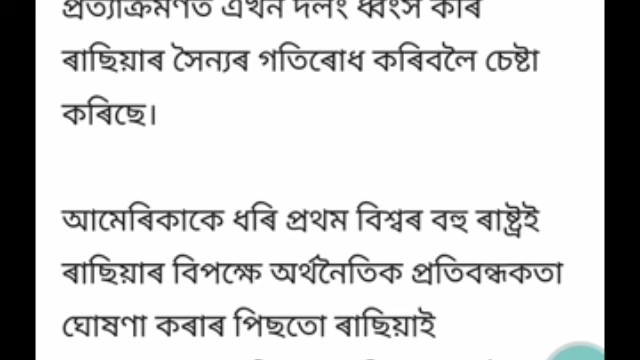 প্ৰত্যাক্ৰমণত এখন দলং ধ্বংস কৰি
ৰাছিয়াৰ সৈন্যৰ গতিৰোধ কৰিবলৈ চেষ্টা
কৰিছে।
আমেৰিকাকে ধৰি প্ৰথম বিশ্বৰ বহু ৰাষ্ট্ৰই
ৰাছিয়াৰ বিপক্ষে অৰ্থনৈতিক প্ৰতিবন্ধকতা
ঘোষণা কৰাৰ পিছতো ৰাছিয়াই